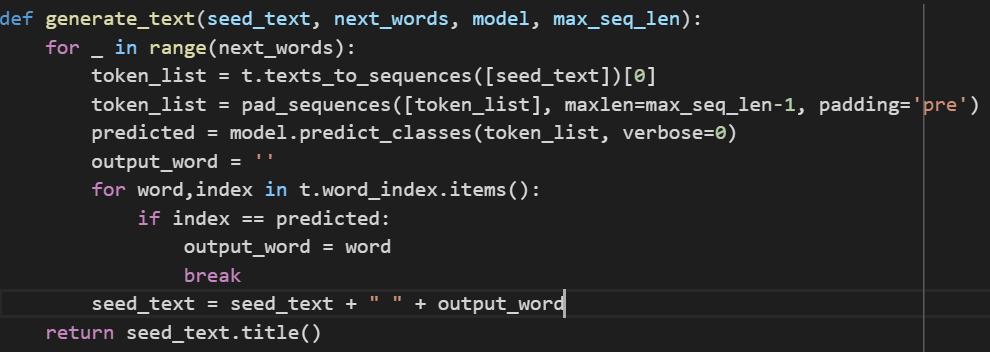 def generate_text(seed_text, next_words, model, max_seq_len):
    for _ in range(next_words):
        token_list = t.texts_to_sequences([seed_text])[0]
        token_list = pad_sequences([token_list], maxlen=max_seq_len-1, padding='pre')
        predicted = model.predict_classes(token_list, verbose=0)
        output_word = ''
        for word,index in t.word_index.items():
            if index == predicted:
                output_word = word
                break
        seed_text = seed_text + " " + output_word
    return seed_text.title()